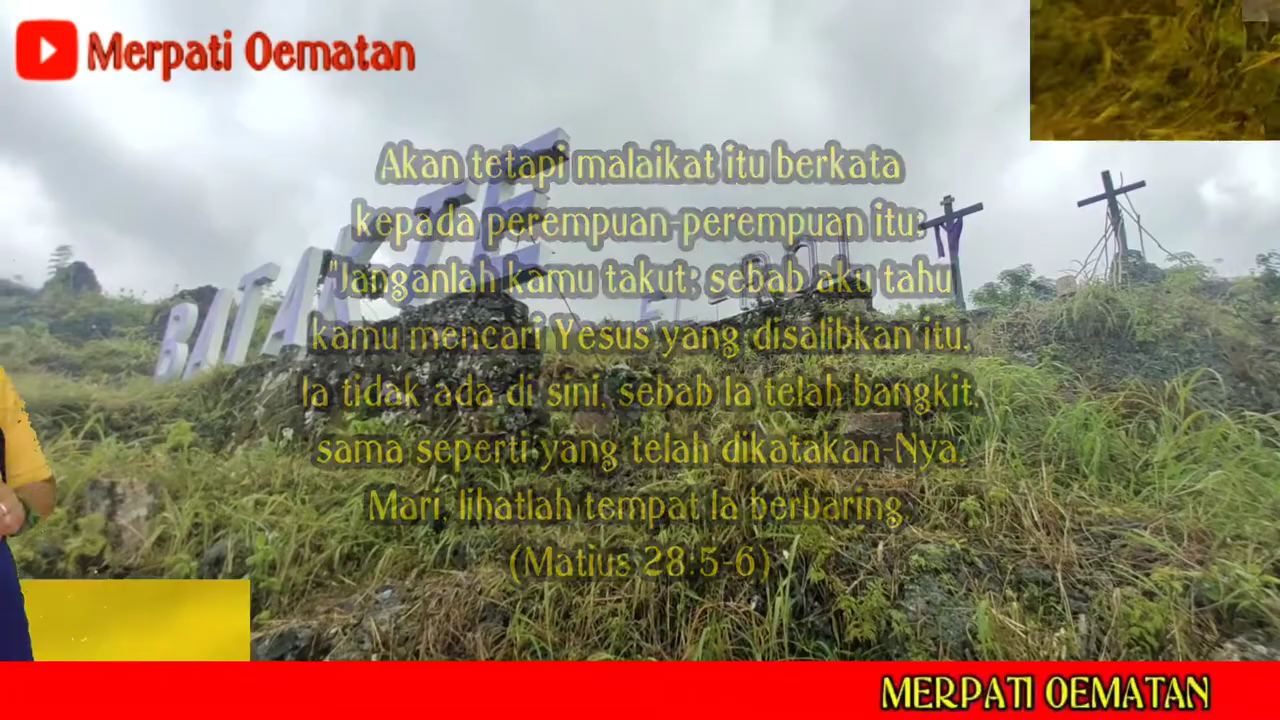 Merpati Oematan
Akan tetapi malaikat itu berkata
kepada perempuan-perempuan itu:
"Janganlah kamu takut; sebab aku tahu
kamu mencari Yesus yang disalibkan itu.
Ia tidak ada di sini, sebab Ia telah bangkit,
sama seperti yang telah dikatakan-Nya.
Mari, lihatlah tempat Ia berbaring.
(Matius 28:5-6)
MERPATI OEMATAN